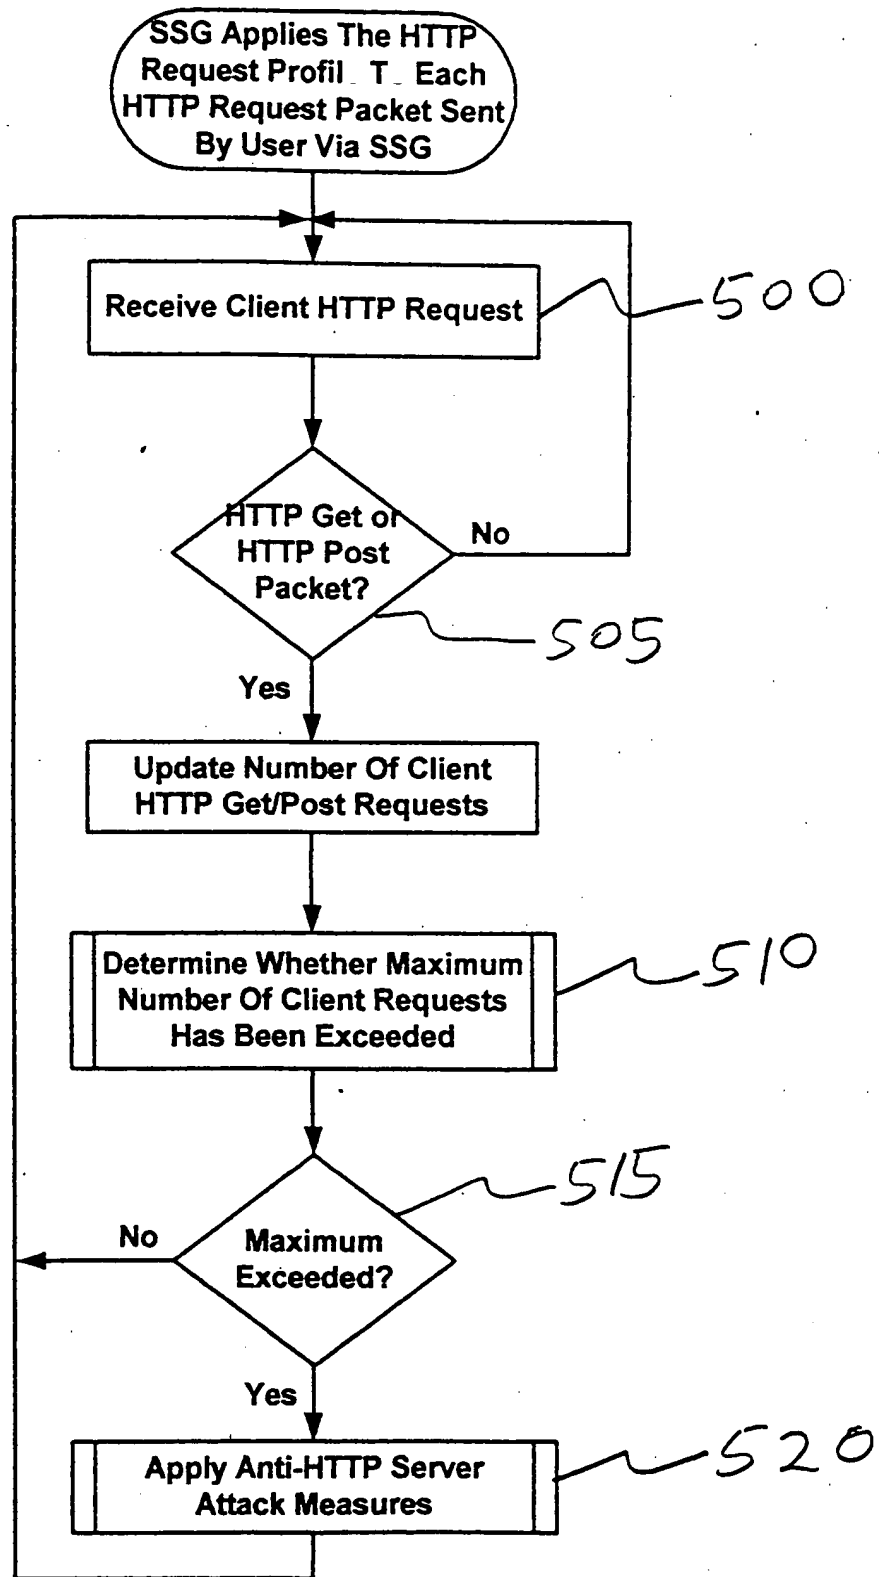 SSG Applies The HTTP
Request Profil T Each
HTTP Request Packet Sent
By User Via SSG
Receive Client HTTP Request
500
HTTP Get or
HTTP Post
Packet?
No
505
Yes
Update Number Of Client
HTTP Get/Post Requests
Determine Whether Maximum
Number Of Client Requests
Has Been Exceeded
510
515
No
Maximum
Exceeded?
Yes
Apply Anti-HTTP Server
Attack Measures
520